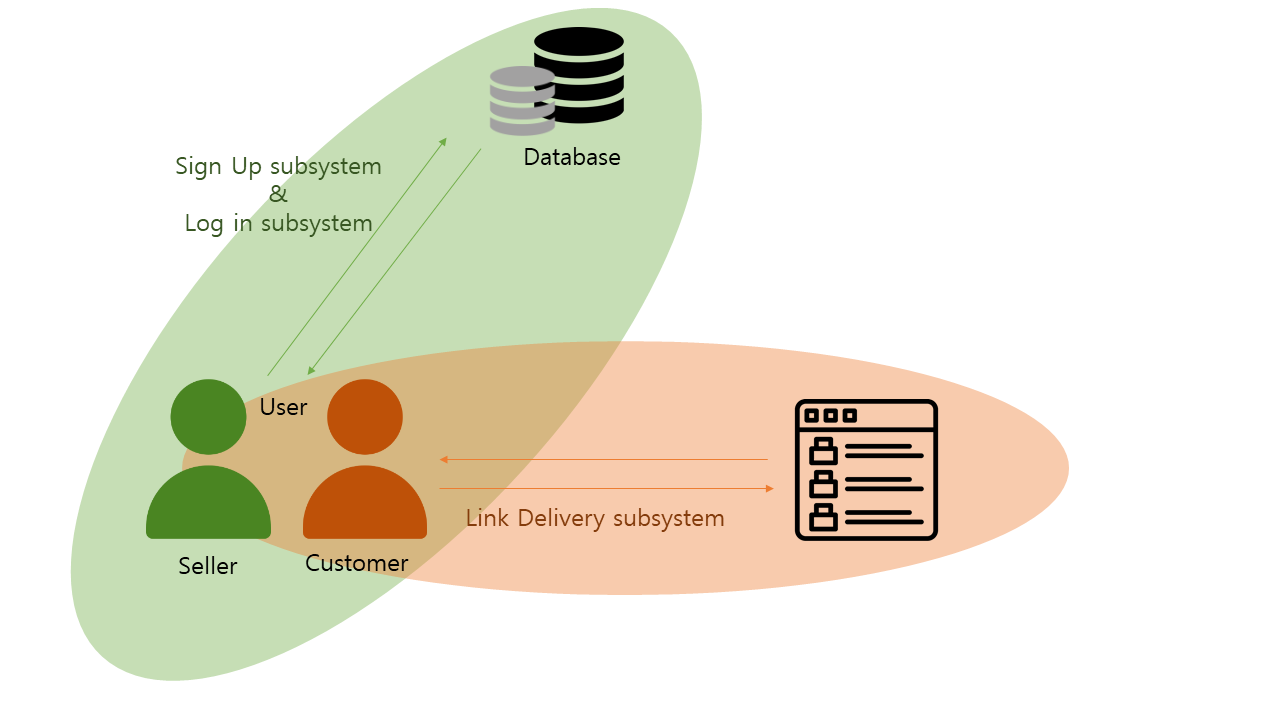 Database
Sign Up subsystem
&
Log in subsystem
User
Link Delivery subsystem
Seller
Customer